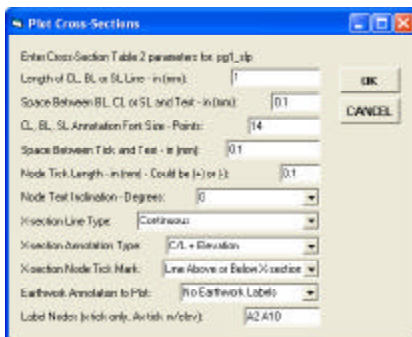 Plot Cross-Sections
Enter Cross-Section Table 2 parameters for: pg1_slp
Length of CL, BL or SL Line - in (mm): 1
OK
Space Between BL, CL or SL and Text - in (mm): 0.1
CANCEL
CL, BL, SL Annotation Font Size - Points: 14
Space Between Tick and Text - in (mm): 0.1
Node Tick Length - in (mm) - Could be (+) or (-): 0.1
Node Text Inclination - Degrees: 0
X-section Line Type: Continuous
X-section Annotation Type: C/L + Elevation
X-section Node Tick Mark: Line Above or Below X-section
Earthwork Annotation to Plot: No Earthwork Labels
Label Nodes (x:tick only, Ax:tick w/elev): A2.A10